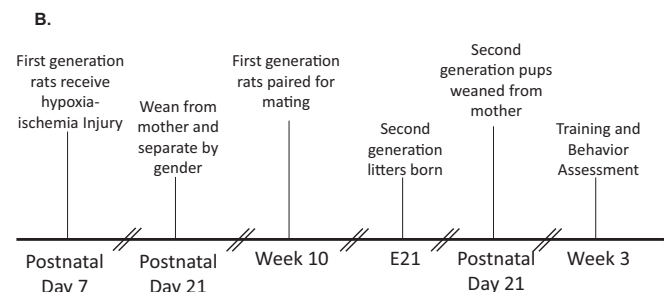 B.
First generation
rats receive
hypoxia-
ischemia Injury
Wean from
mother and
separate by
gender
First generation
rats paired for
mating
Second
generation
litters born
Second
generation pups
weaned from
mother
Training and
Behavior
Assessment
Postnatal
Day 7
Postnatal
Day 21
Week 10
E21
Postnatal
Day 21
Week 3